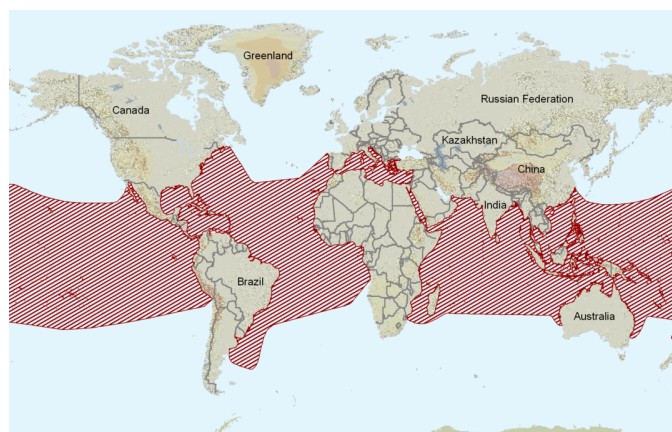 Greenland
Canada
Russian Federation
Kazakhstan
China
India
Brazil
Australia